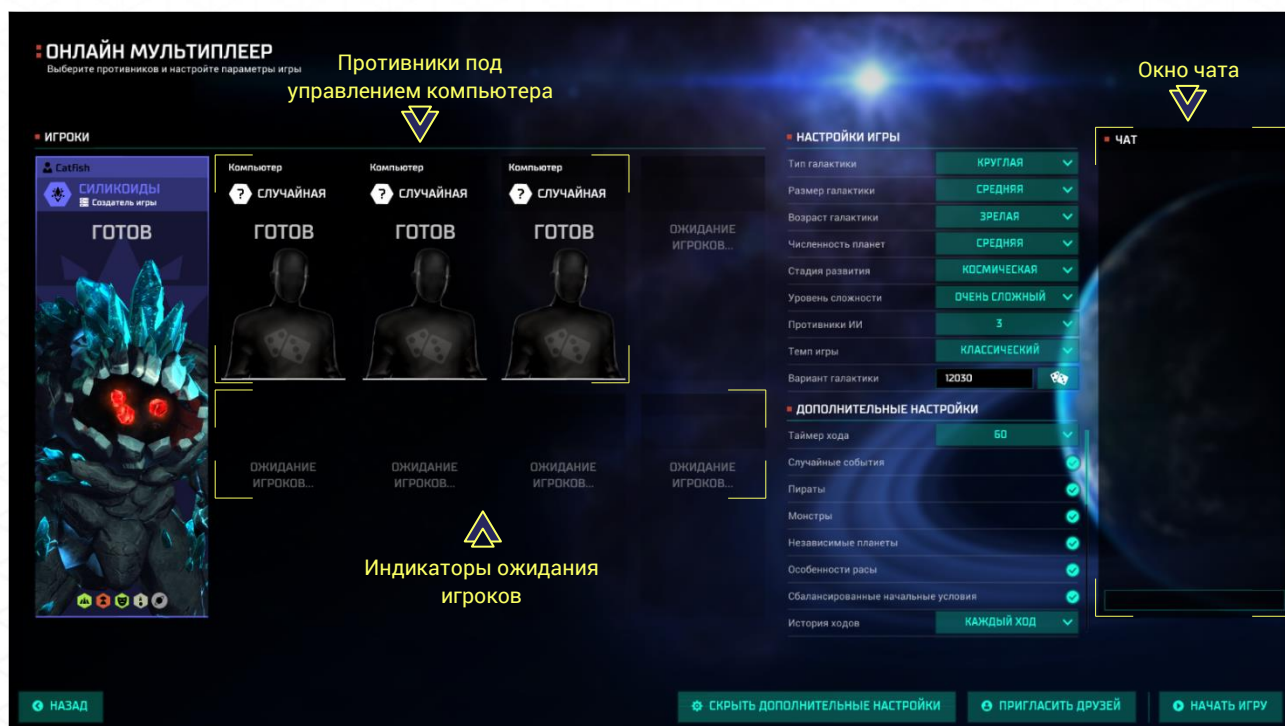 ОНЛАЙН МУЛЬТИПЛЕЕР
Выберите противников и настройте параметры игры
Противники под
управлением компьютера
Окно чата
ИГРОКИ
CatFish
СИЛИКОИДЫ
Создатель игры
ГОТОВ
Компьютер
? СЛУЧАЙНАЯ
ГОТОВ
Компьютер
? СЛУЧАЙНАЯ
ГОТОВ
Компьютер
? СЛУЧАЙНАЯ
ГОТОВ
ОЖИДАНИЕ
ИГРОКОВ...
ОЖИДАНИЕ
ИГРОКОВ...
ОЖИДАНИЕ
ИГРОКОВ...
ОЖИДАНИЕ
ИГРОКОВ...
ОЖИДАНИЕ
ИГРОКОВ...
Индикаторы ожидания
игроков
НАСТРОЙКИ ИГРЫ
Тип галактики КРУГЛАЯ
Размер галактики СРЕДНЯЯ
Возраст галактики ЗРЕЛАЯ
Численность планет СРЕДНЯЯ
Стадия развития КОСМИЧЕСКАЯ
Уровень сложности ОЧЕНЬ СЛОЖНЫЙ
Противники ИИ 3
Темп игры КЛАССИЧЕСКИЙ
Вариант галактики 12030
ДОПОЛНИТЕЛЬНЫЕ НАСТРОЙКИ
Таймер хода 60
Случайные события
Пираты
Монстры
Независимые планеты
Особенности расы
Сбалансированные начальные условия
История ходов КАЖДЫЙ ХОД
ЧАТ
НАЗАД
СКРЫТЬ ДОПОЛНИТЕЛЬНЫЕ НАСТРОЙКИ
ПРИГЛАСИТЬ ДРУЗЕЙ
НАЧАТЬ ИГРУ